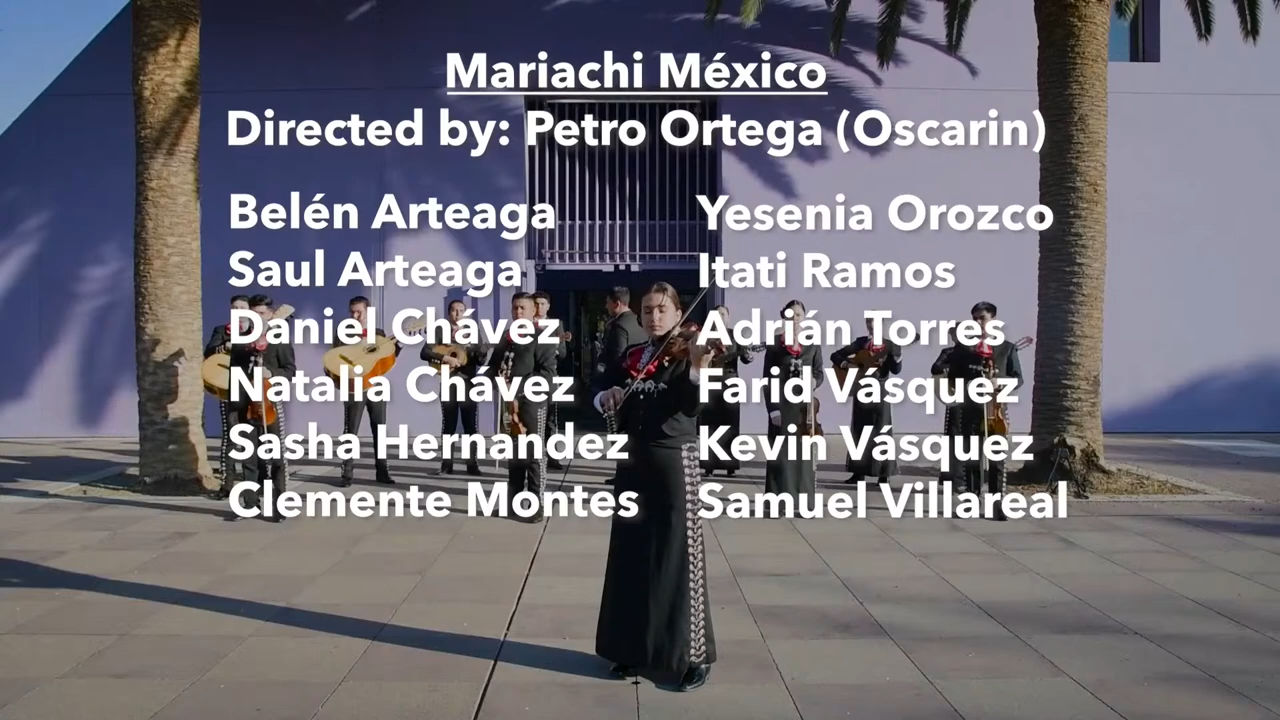 Mariachi México
Directed by: Petro Ortega (Oscarin)
Belén Arteaga
Saul Arteaga
Daniel Chávez
Natalia Chávez
Sasha Hernandez
Clemente Montes
Yesenia Orozco
Itati Ramos
Adrián Torres
Farid Vásquez
Kevin Vásquez
Samuel Villareal